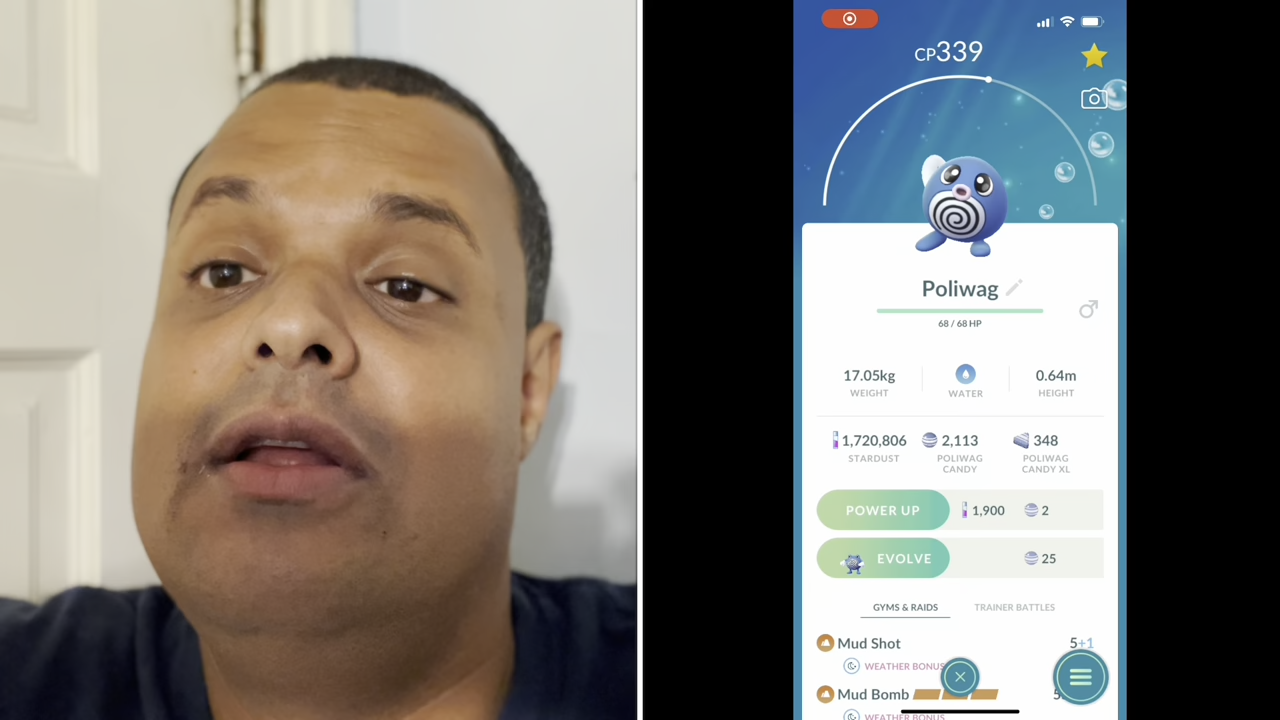 CP339
Poliwag
68 / 68 HP
17.05kg
WEIGHT
WATER
0.64m
HEIGHT
1,720,806
STARDUST
2,113
POLIWAG
CANDY
348
POLIWAG
CANDY XL
POWER UP 1,900 2
EVOLVE 25
GYMS & RAIDS TRAINER BATTLES
Mud Shot 5+1
WEATHER BONUS
Mud Bomb 5
WEATHER BONUS